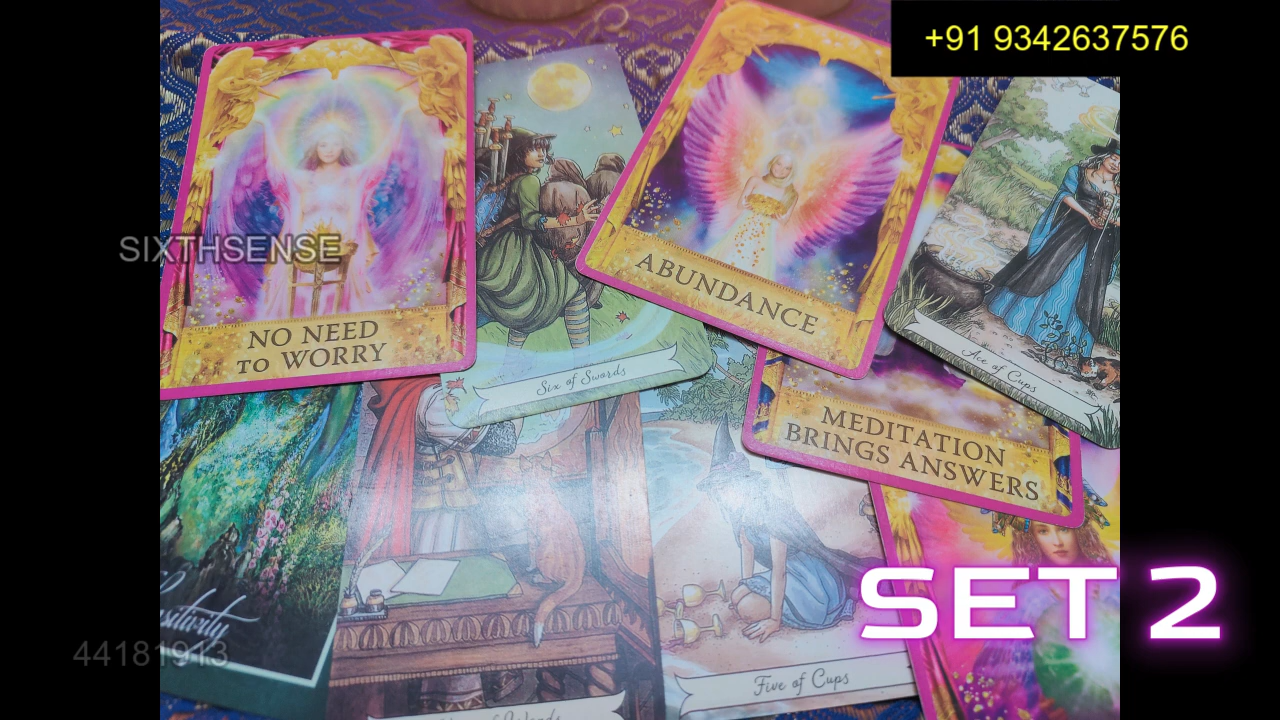 +91 9342637576
SIXTHSENSE
NO NEED
TO WORRY
Six of Swords
ABUNDANCE
Ace of Cups
MEDITATION
BRINGS ANSWERS
Five of Cups
SET 2
44181913